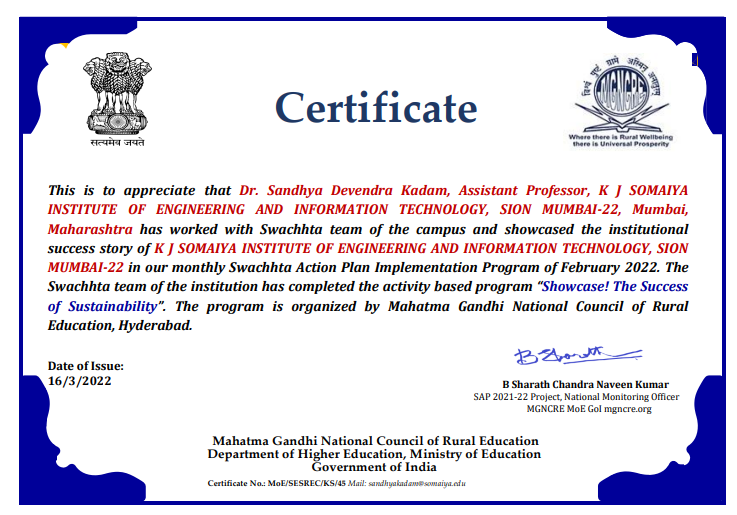 Certificate
सत्यमेव जयते
MGNCRE
Where there is Rural Wellbeing
there is Universal Prosperity
This is to appreciate that Dr. Sandhya Devendra Kadam, Assistant Professor, K J SOMAIYA
INSTITUTE OF ENGINEERING AND INFORMATION TECHNOLOGY, SION MUMBAI-22, Mumbai,
Maharashtra has worked with Swachhta team of the campus and showcased the institutional
success story of K J SOMAIYA INSTITUTE OF ENGINEERING AND INFORMATION TECHNOLOGY, SION
MUMBAI-22 in our monthly Swachhta Action Plan Implementation Program of February 2022. The
Swachhta team of the institution has completed the activity based program “Showcase! The Success
of Sustainability”. The program is organized by Mahatma Gandhi National Council of Rural
Education, Hyderabad.
Date of Issue:
16/3/2022
B Sharath
B Sharath Chandra Naveen Kumar
SAP 2021-22 Project, National Monitoring Officer
MGNCRE MoE GoI mgncre.org
Mahatma Gandhi National Council of Rural Education
Department of Higher Education, Ministry of Education
Government of India
Certificate No.: MoE/SESREC/KS/45 Mail: sandhyakadam@somaiya.edu